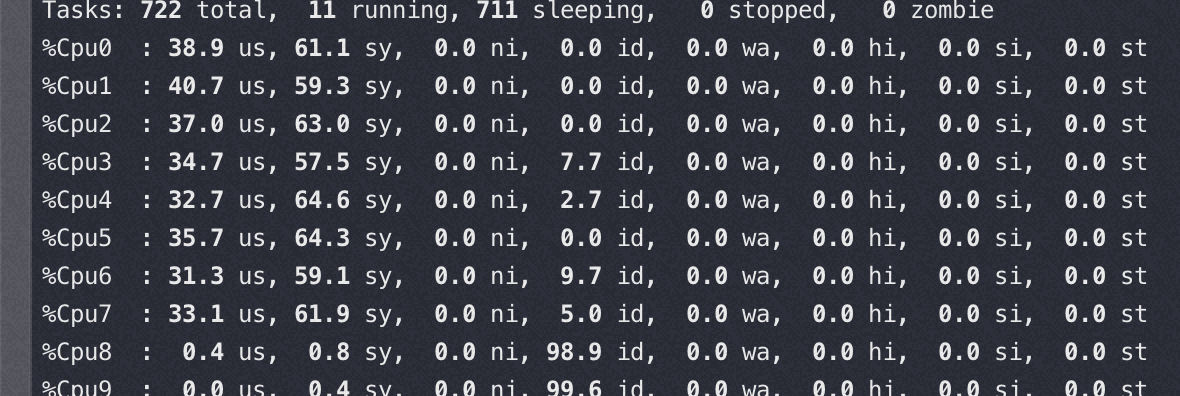 Tasks: 722 total,  11 running, 711 sleeping,   0 stopped,   0 zombie
%Cpu0  : 38.9 us, 61.1 sy,  0.0 ni,  0.0 id,  0.0 wa,  0.0 hi,  0.0 si,  0.0 st
%Cpu1  : 40.7 us, 59.3 sy,  0.0 ni,  0.0 id,  0.0 wa,  0.0 hi,  0.0 si,  0.0 st
%Cpu2  : 37.0 us, 63.0 sy,  0.0 ni,  0.0 id,  0.0 wa,  0.0 hi,  0.0 si,  0.0 st
%Cpu3  : 34.7 us, 57.5 sy,  0.0 ni,  7.7 id,  0.0 wa,  0.0 hi,  0.0 si,  0.0 st
%Cpu4  : 32.7 us, 64.6 sy,  0.0 ni,  2.7 id,  0.0 wa,  0.0 hi,  0.0 si,  0.0 st
%Cpu5  : 35.7 us, 64.3 sy,  0.0 ni,  0.0 id,  0.0 wa,  0.0 hi,  0.0 si,  0.0 st
%Cpu6  : 31.3 us, 59.1 sy,  0.0 ni,  9.7 id,  0.0 wa,  0.0 hi,  0.0 si,  0.0 st
%Cpu7  : 33.1 us, 61.9 sy,  0.0 ni,  5.0 id,  0.0 wa,  0.0 hi,  0.0 si,  0.0 st
%Cpu8  :  0.4 us,  0.8 sy,  0.0 ni, 98.9 id,  0.0 wa,  0.0 hi,  0.0 si,  0.0 st
%Cpu9  :  0.0 us,  0.4 sy,  0.0 ni, 99.6 id,  0.0 wa,  0.0 hi,  0.0 si,  0.0 st